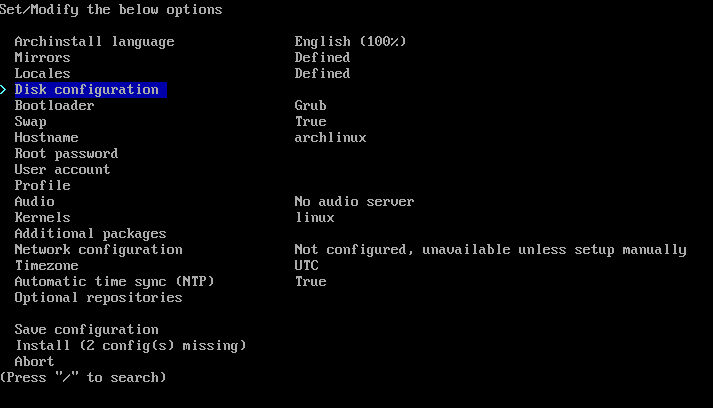 Set/Modify the below options
Archinstall language English (100%)
Mirrors Defined
Locales Defined
> Disk configuration
Bootloader Grub
Swap True
Hostname archlinux
Root password
User account
Profile
Audio No audio server
Kernels linux
Additional packages
Network configuration Not configured, unavailable unless setup manually
Timezone UTC
Automatic time sync (NTP) True
Optional repositories
Save configuration
Install (2 config(s) missing)
Abort
(Press "/" to search)